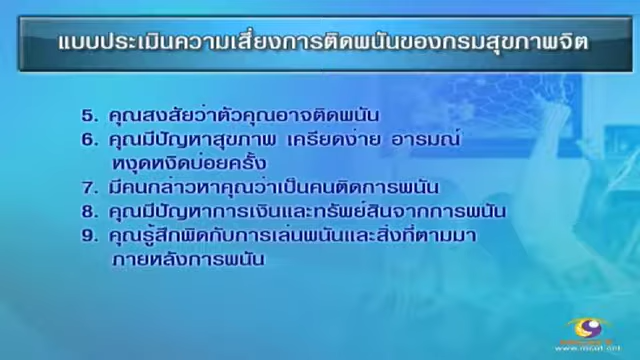 แบบประเมินความเสี่ยงการติดพนันของกรมสุขภาพจิต
5. คุณสงสัยว่าตัวคุณอาจติดพนัน
6. คุณมีปัญหาสุขภาพ เครียดง่าย อารมณ์
หงุดหงิดบ่อยครั้ง
7. มีคนกล่าวหาคุณว่าเป็นคนติดการพนัน
8. คุณมีปัญหาการเงินและทรัพย์สินจากการพนัน
9. คุณรู้สึกผิดกับการเล่นพนันและสิ่งที่ตามมา
ภายหลังการพนัน
www.mcot.net